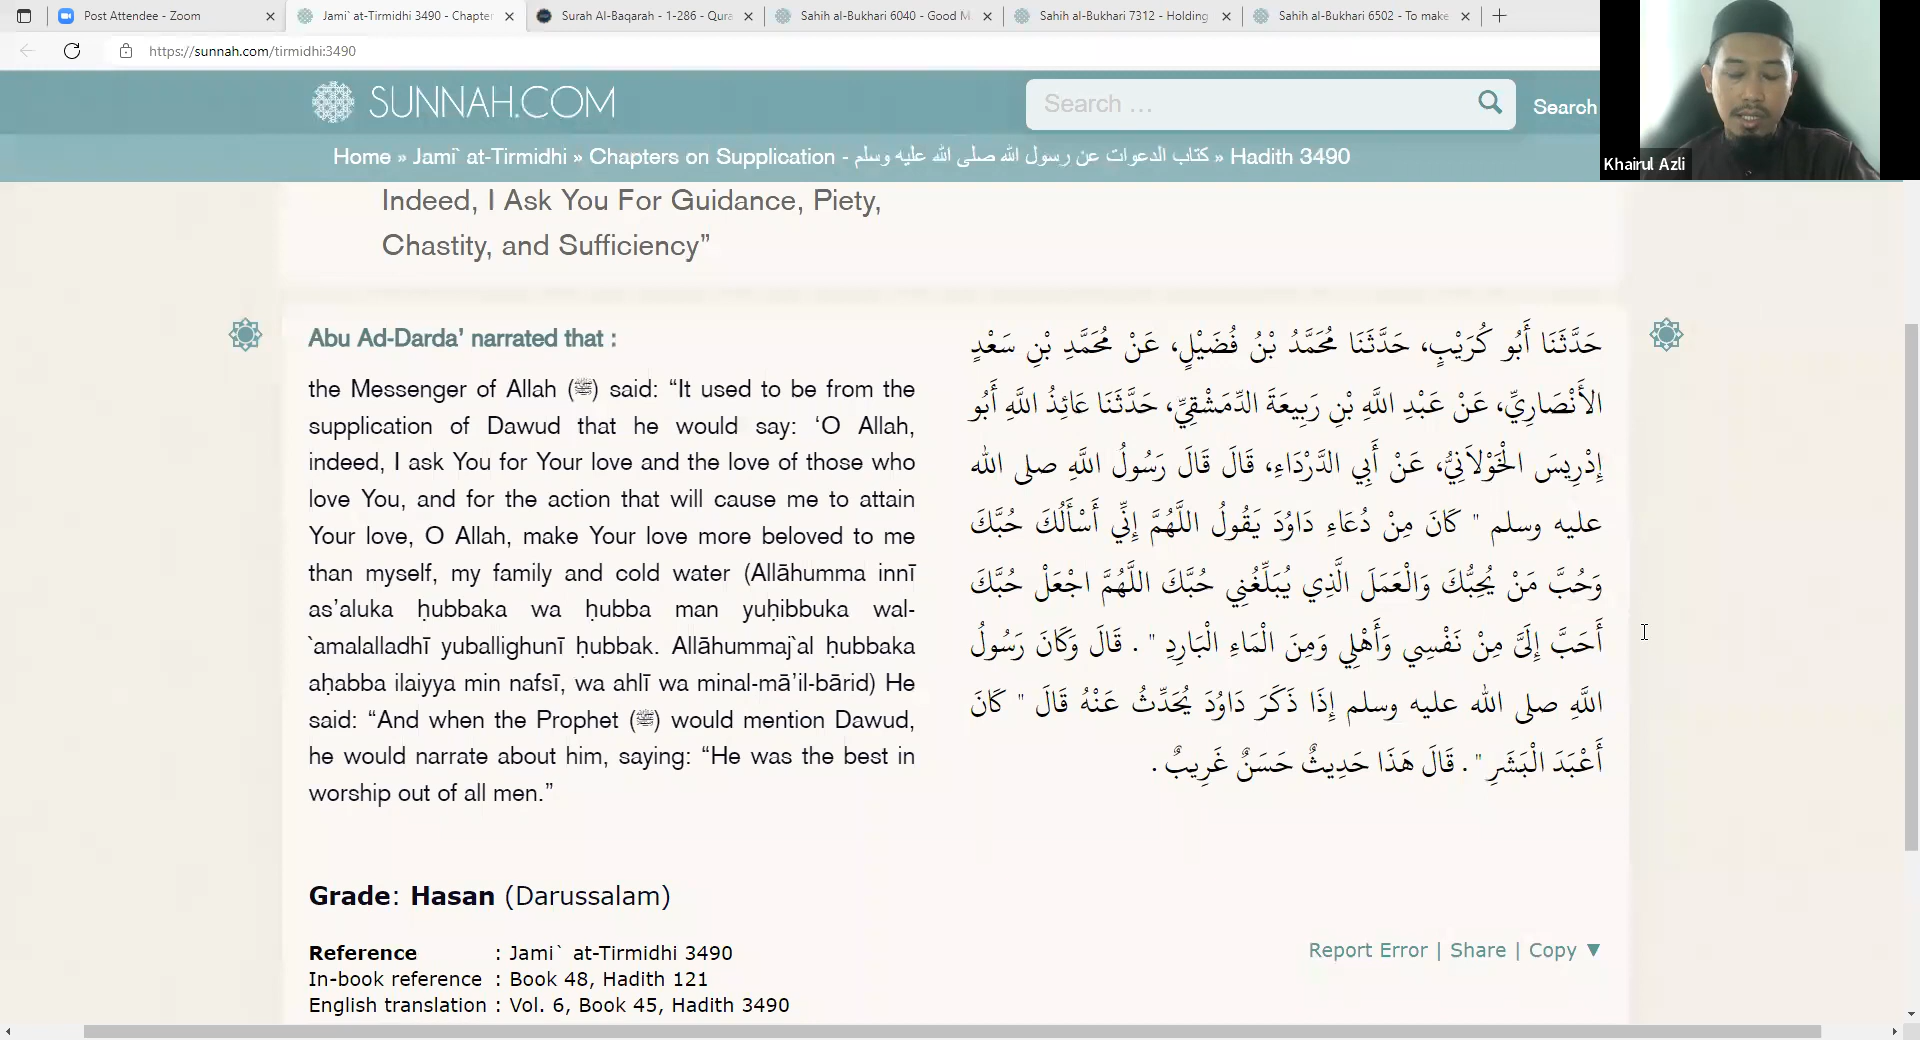 Post Attendee - Zoom
Jami` at-Tirmidhi 3490 - Chapter
Surah Al-Baqarah - 1-286 - Qura
Sahih al-Bukhari 6040 - Good M
Sahih al-Bukhari 7312 - Holding
Sahih al-Bukhari 6502 - To make
https://sunnah.com/tirmidhi:3490
SUNNAH.COM
Search …
Search
Khairul Azli
Home » Jami` at-Tirmidhi » Chapters on Supplication - كتاب الدعوات عن رسول الله صلى الله عليه وسلم » Hadith 3490
Indeed, I Ask You For Guidance, Piety,
Chastity, and Sufficiency”
Abu Ad-Darda’ narrated that :
the Messenger of Allah (ﷺ) said: “It used to be from the
supplication of Dawud that he would say: ‘O Allah,
indeed, I ask You for Your love and the love of those who
love You, and for the action that will cause me to attain
Your love, O Allah, make Your love more beloved to me
than myself, my family and cold water (Allāhumma innī
as’aluka ḥubbaka wa ḥubba man yuḥibbuka wal-
`amalalladhī yuballighunī ḥubbak. Allāhummaj`al ḥubbaka
aḥabba ilaiyya min nafsī, wa ahlī wa minal-mā’il-bārid) He
said: “And when the Prophet (ﷺ) would mention Dawud,
he would narrate about him, saying: “He was the best in
worship out of all men.”
حَدَّثَنَا أَبُو كُرَيْبٍ، حَدَّثَنَا مُحَمَّدُ بْنُ فُضَيْلٍ، عَنْ مُحَمَّدِ بْنِ سَعْدٍ
الأَنْصَارِيِّ، عَنْ عَبْدِ اللَّهِ بْنِ رَبِيعَةَ الدِّمَشْقِيِّ، حَدَّثَنَا عَائِذُ اللَّهِ أَبُو
إِدْرِيسَ الْخَوْلاَنِيُّ، عَنْ أَبِي الدَّرْدَاءِ، قَالَ قَالَ رَسُولُ اللَّهِ صلى الله
عليه وسلم " كَانَ مِنْ دُعَاءِ دَاوُدَ يَقُولُ اللَّهُمَّ إِنِّي أَسْأَلُكَ حُبَّكَ
وَحُبَّ مَنْ يُحِبُّكَ وَالْعَمَلَ الَّذِي يُبَلِّغُنِي حُبَّكَ اللَّهُمَّ اجْعَلْ حُبَّكَ
أَحَبَّ إِلَىَّ مِنْ نَفْسِي وَأَهْلِي وَمِنَ الْمَاءِ الْبَارِدِ " . قَالَ وَكَانَ رَسُولُ
اللَّهِ صلى الله عليه وسلم إِذَا ذَكَرَ دَاوُدَ يُحَدِّثُ عَنْهُ قَالَ " كَانَ
أَعْبَدَ الْبَشَرِ " . قَالَ هَذَا حَدِيثٌ حَسَنٌ غَرِيبٌ .
Grade: Hasan (Darussalam)
Reference : Jami` at-Tirmidhi 3490
In-book reference : Book 48, Hadith 121
English translation : Vol. 6, Book 45, Hadith 3490
Report Error | Share | Copy ▼